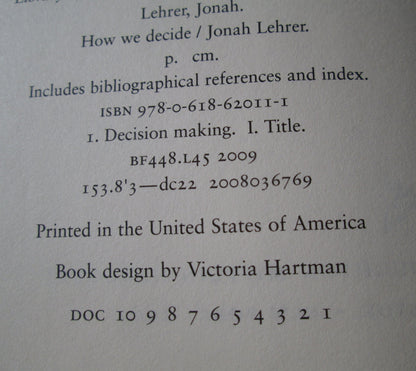 Lehrer, Jonah.
How we decide / Jonah Lehrer.
p. cm.
Includes bibliographical references and index.
ISBN 978-0-618-62011-1
1. Decision making. I. Title.
BF448.L45 2009
153.8'3—dc22 2008036769
Printed in the United States of America
Book design by Victoria Hartman
DOC 10 9 8 7 6 5 4 3 2 1